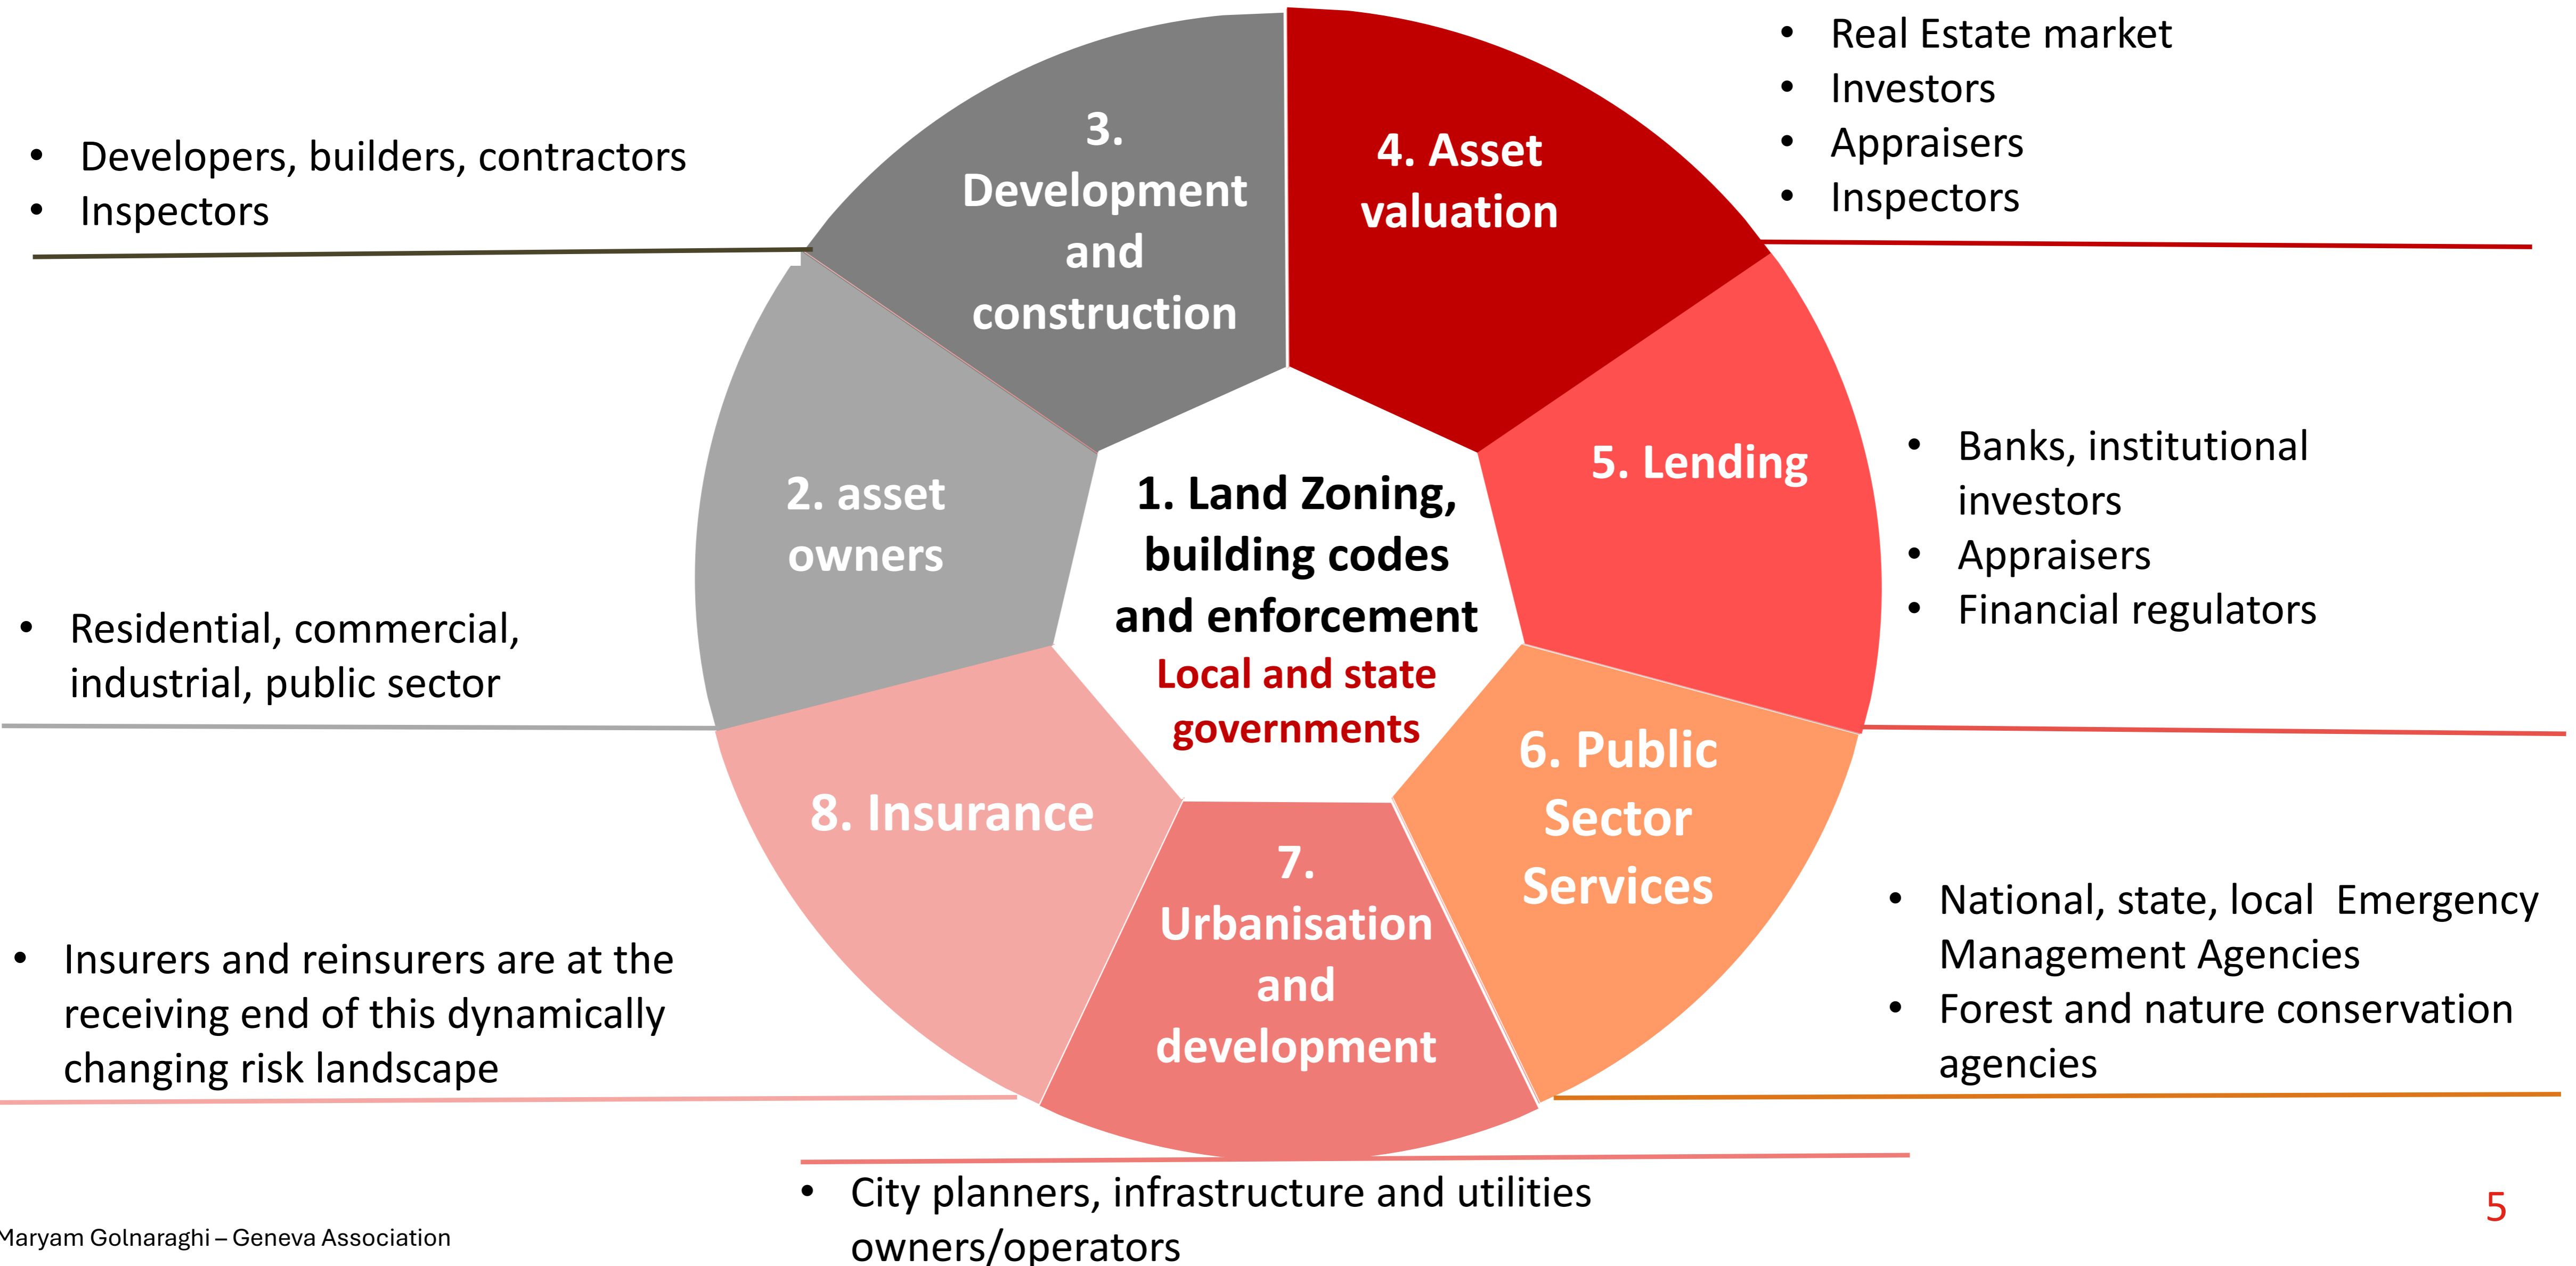 • Developers, builders, contractors
• Inspectors
3.
Development
and
construction
4. Asset
valuation
• Real Estate market
• Investors
• Appraisers
• Inspectors
2. asset
owners
• Residential, commercial,
industrial, public sector
1. Land Zoning,
building codes
and enforcement
Local and state
governments
5. Lending
• Banks, institutional
investors
• Appraisers
• Financial regulators
8. Insurance
• Insurers and reinsurers are at the
receiving end of this dynamically
changing risk landscape
7.
Urbanisation
and
development
6. Public
Sector
Services
• National, state, local Emergency
Management Agencies
• Forest and nature conservation
agencies
• City planners, infrastructure and utilities
owners/operators
Maryam Golnaraghi – Geneva Association
5